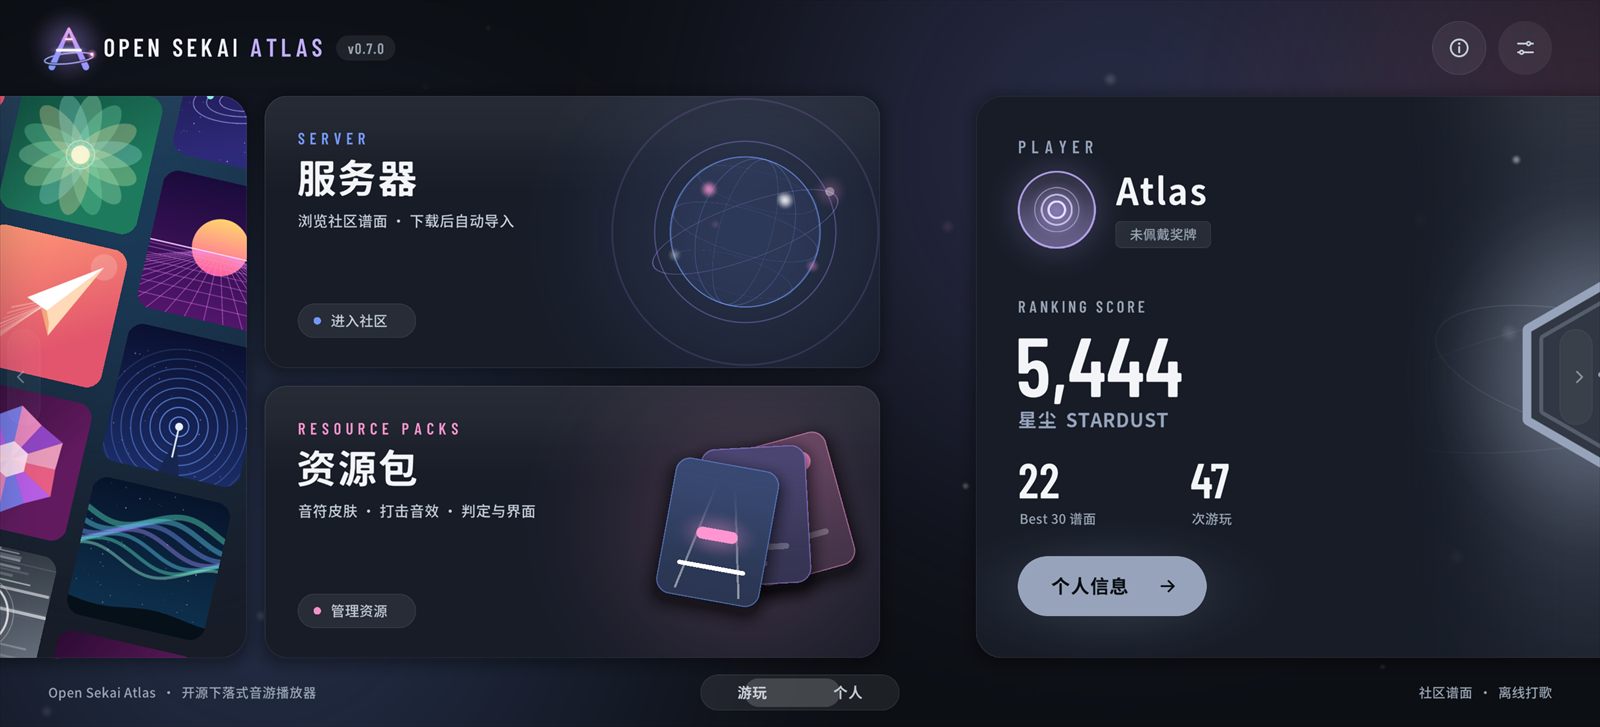 OPEN SEKAI ATLAS v0.7.0
SERVER
服务器
浏览社区谱面 · 下载后自动导入
进入社区
RESOURCE PACKS
资源包
音符皮肤 · 打击音效 · 判定与界面
管理资源
PLAYER
Atlas
未佩戴奖牌
RANKING SCORE
5,444
星尘 STARDUST
22
Best 30 谱面
47
次游玩
个人信息 →
Open Sekai Atlas · 开源下落式音游播放器
游玩 个人
社区谱面 · 离线打歌